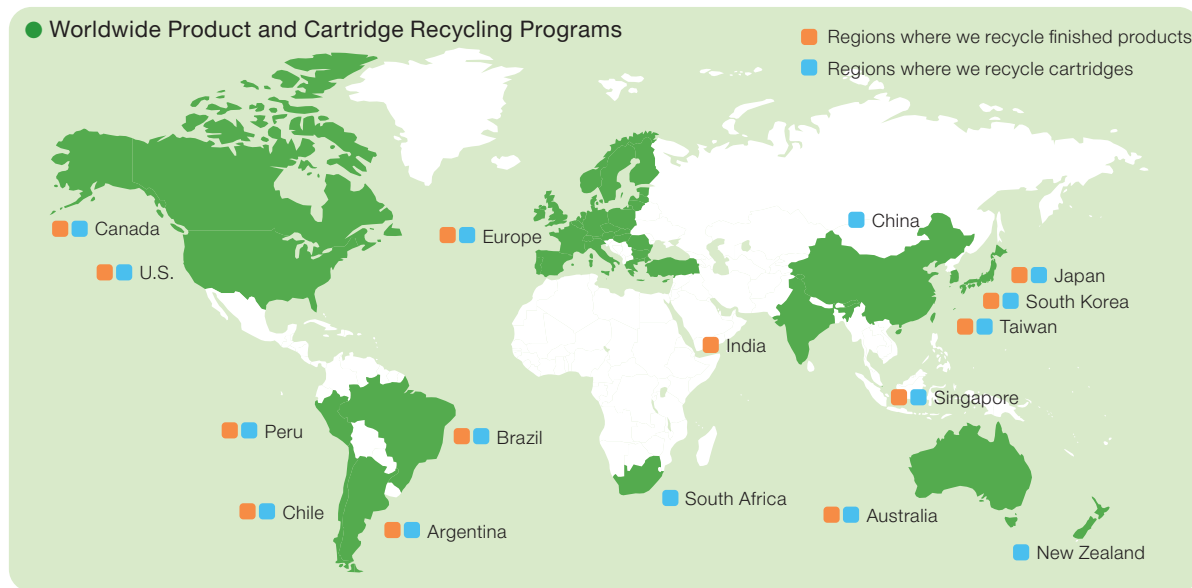 Worldwide Product and Cartridge Recycling Programs
Regions where we recycle finished products
Regions where we recycle cartridges
Canada
U.S.
Europe
China
Japan
South Korea
Taiwan
India
Singapore
Peru
Brazil
Chile
Argentina
South Africa
Australia
New Zealand